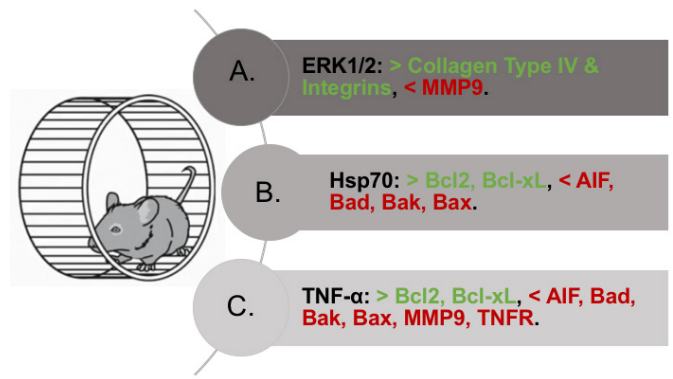 A.
ERK1/2: > Collagen Type IV &
Integrins, < MMP9.
B.
Hsp70: > Bcl2, Bcl-xL, < AIF,
Bad, Bak, Bax.
C.
TNF-α: > Bcl2, Bcl-xL, < AIF, Bad,
Bak, Bax, MMP9, TNFR.